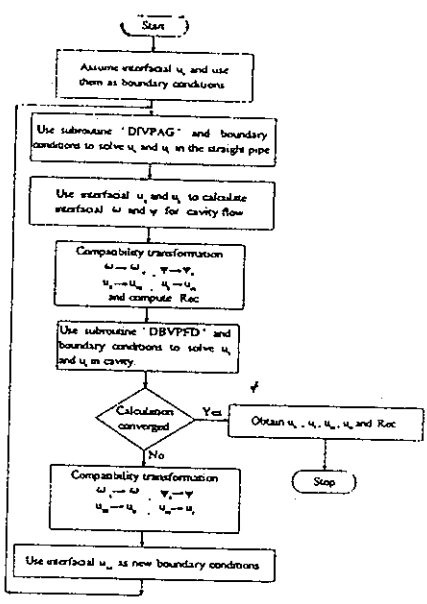 Start
Assume interfacial u and use
them as boundary conditions
Use subroutine 'DIVPAG' and boundary
conditions to solve u and u in the straight pipe
Use interfacial u and u to calculate
interfacial ω and Ψ for cavity flow
Compatibility transformation
ω → ω , Ψ → Ψ
u → u , u → u
and compute Rec
Use subroutine 'DBVPFD' and
boundary conditions to solve u
and u in cavity.
Calculation
converged
Yes
Obtain u , u , u , u and Rec
Stop
No
Compatibility transformation
ω → ω , Ψ → Ψ
u → u , u → u
Use interfacial u as new boundary conditions